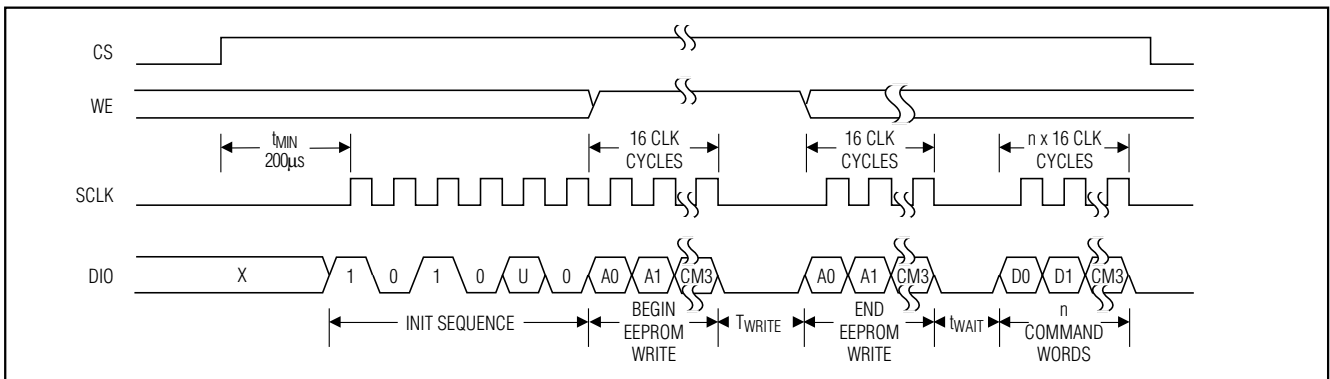 CS
WE
tMIN
200µs
16 CLK
CYCLES
16 CLK
CYCLES
n x 16 CLK
CYCLES
SCLK
DIO
X 1 0 1 0 U 0 A0 A1 CM3 A0 A1 CM3 D0 D1 CM3
INIT SEQUENCE
BEGIN
EEPROM
WRITE
TWRITE
END
EEPROM
WRITE
tWAIT
n
COMMAND
WORDS